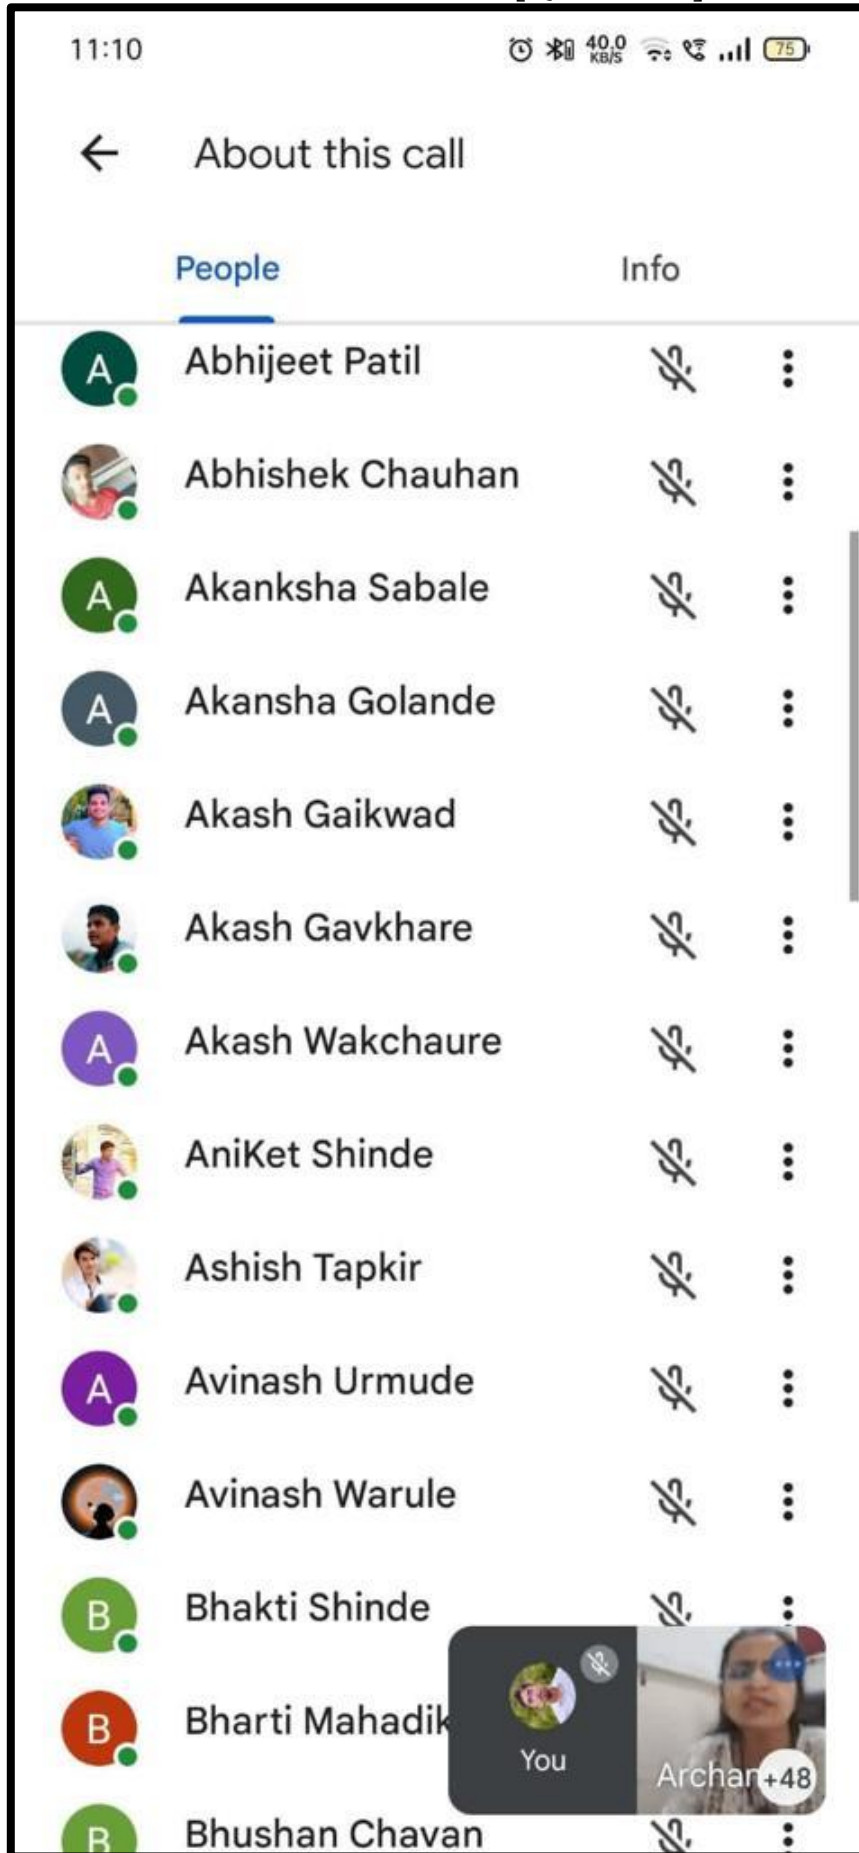 11:10 40.0 KB/S 75
About this call
People Info
A Abhijeet Patil
Abhishek Chauhan
A Akanksha Sabale
A Akansha Golande
Akash Gaikwad
Akash Gavkhare
A Akash Wakchaure
AniKet Shinde
Ashish Tapkir
A Avinash Urmude
Avinash Warule
B Bhakti Shinde
B Bharti Mahadik
You Archan +48
B Bhushan Chavan